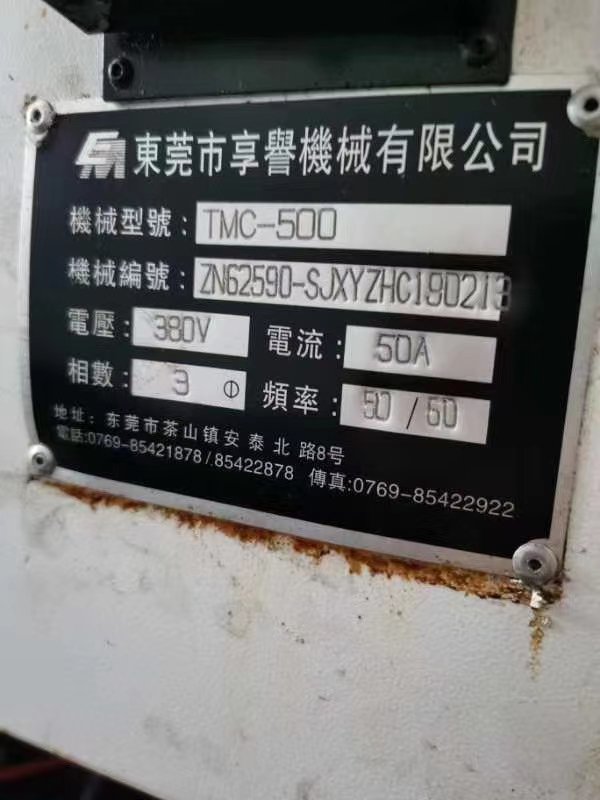 東莞市享譽機械有限公司
機械型號：TMC-500
機械編號：ZN62590-SJXYZHC180213
電壓：380V 電流：50A
相數：3 Φ 頻率：50/60
地址：东莞市茶山镇安泰北路8号
電話:0769-85421878/.85422878 傳真:0769-85422922